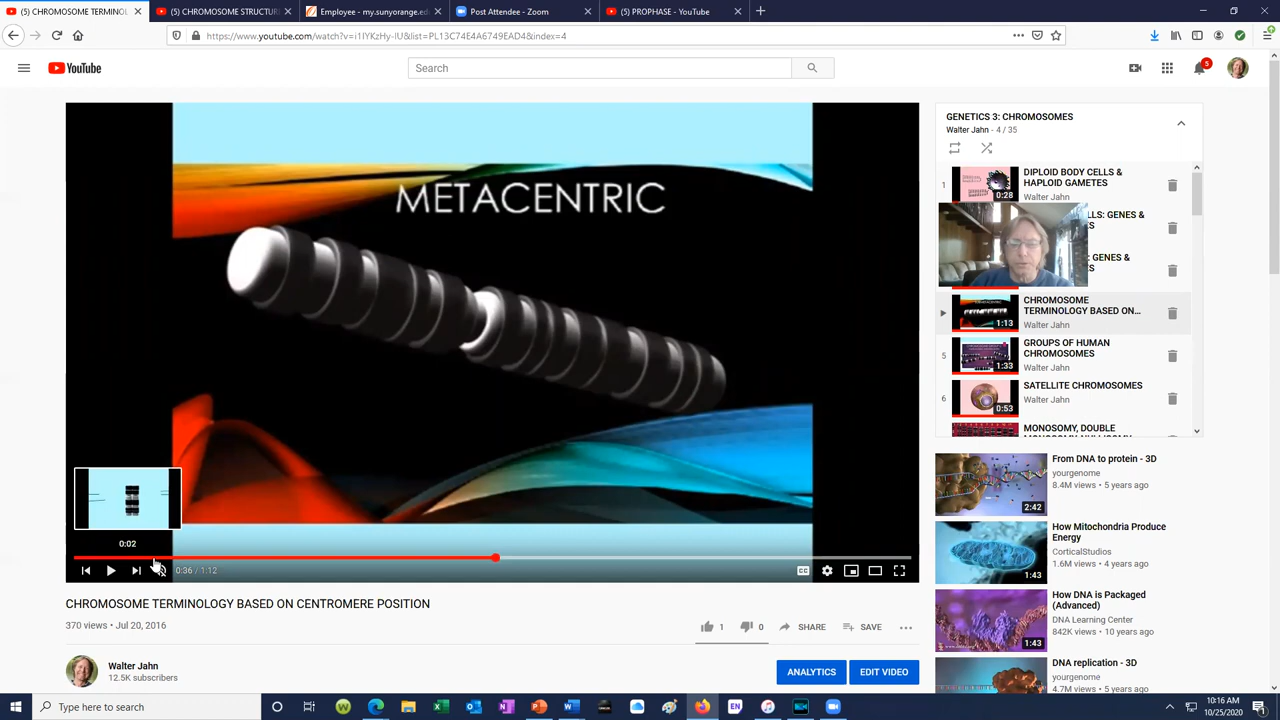 (5) CHROMOSOME TERMINOL
(5) CHROMOSOME STRUCTUR
Employee - my.sunyorange.ed
Post Attendee - Zoom
(5) PROPHASE - YouTube
https://www.youtube.com/watch?v=i1IYKzHy-IU&list=PL13C74E4A6749EAD4&index=4
YouTube
Search
5
METACENTRIC
0:02
0:36 / 1:12
CC
CHROMOSOME TERMINOLOGY BASED ON CENTROMERE POSITION
370 views • Jul 20, 2016
1
0
SHARE
SAVE
Walter Jahn
12.5K subscribers
ANALYTICS
EDIT VIDEO
GENETICS 3: CHROMOSOMES
Walter Jahn - 4 / 35
1
0:28
DIPLOID BODY CELLS &
HAPLOID GAMETES
Walter Jahn
LLS: GENES &
S
: GENES &
S
1:13
CHROMOSOME
TERMINOLOGY BASED ON...
Walter Jahn
5
1:33
GROUPS OF HUMAN
CHROMOSOMES
Walter Jahn
6
0:53
SATELLITE CHROMOSOMES
Walter Jahn
MONOSOMY, DOUBLE
2:42
From DNA to protein - 3D
yourgenome
8.4M views • 5 years ago
1:43
How Mitochondria Produce
Energy
CorticalStudios
1.6M views • 4 years ago
1:43
How DNA is Packaged
(Advanced)
DNA Learning Center
842K views • 10 years ago
DNA replication - 3D
yourgenome
4.7M views • 5 years ago
Type here to search
EN
10:16 AM
10/25/2020
1